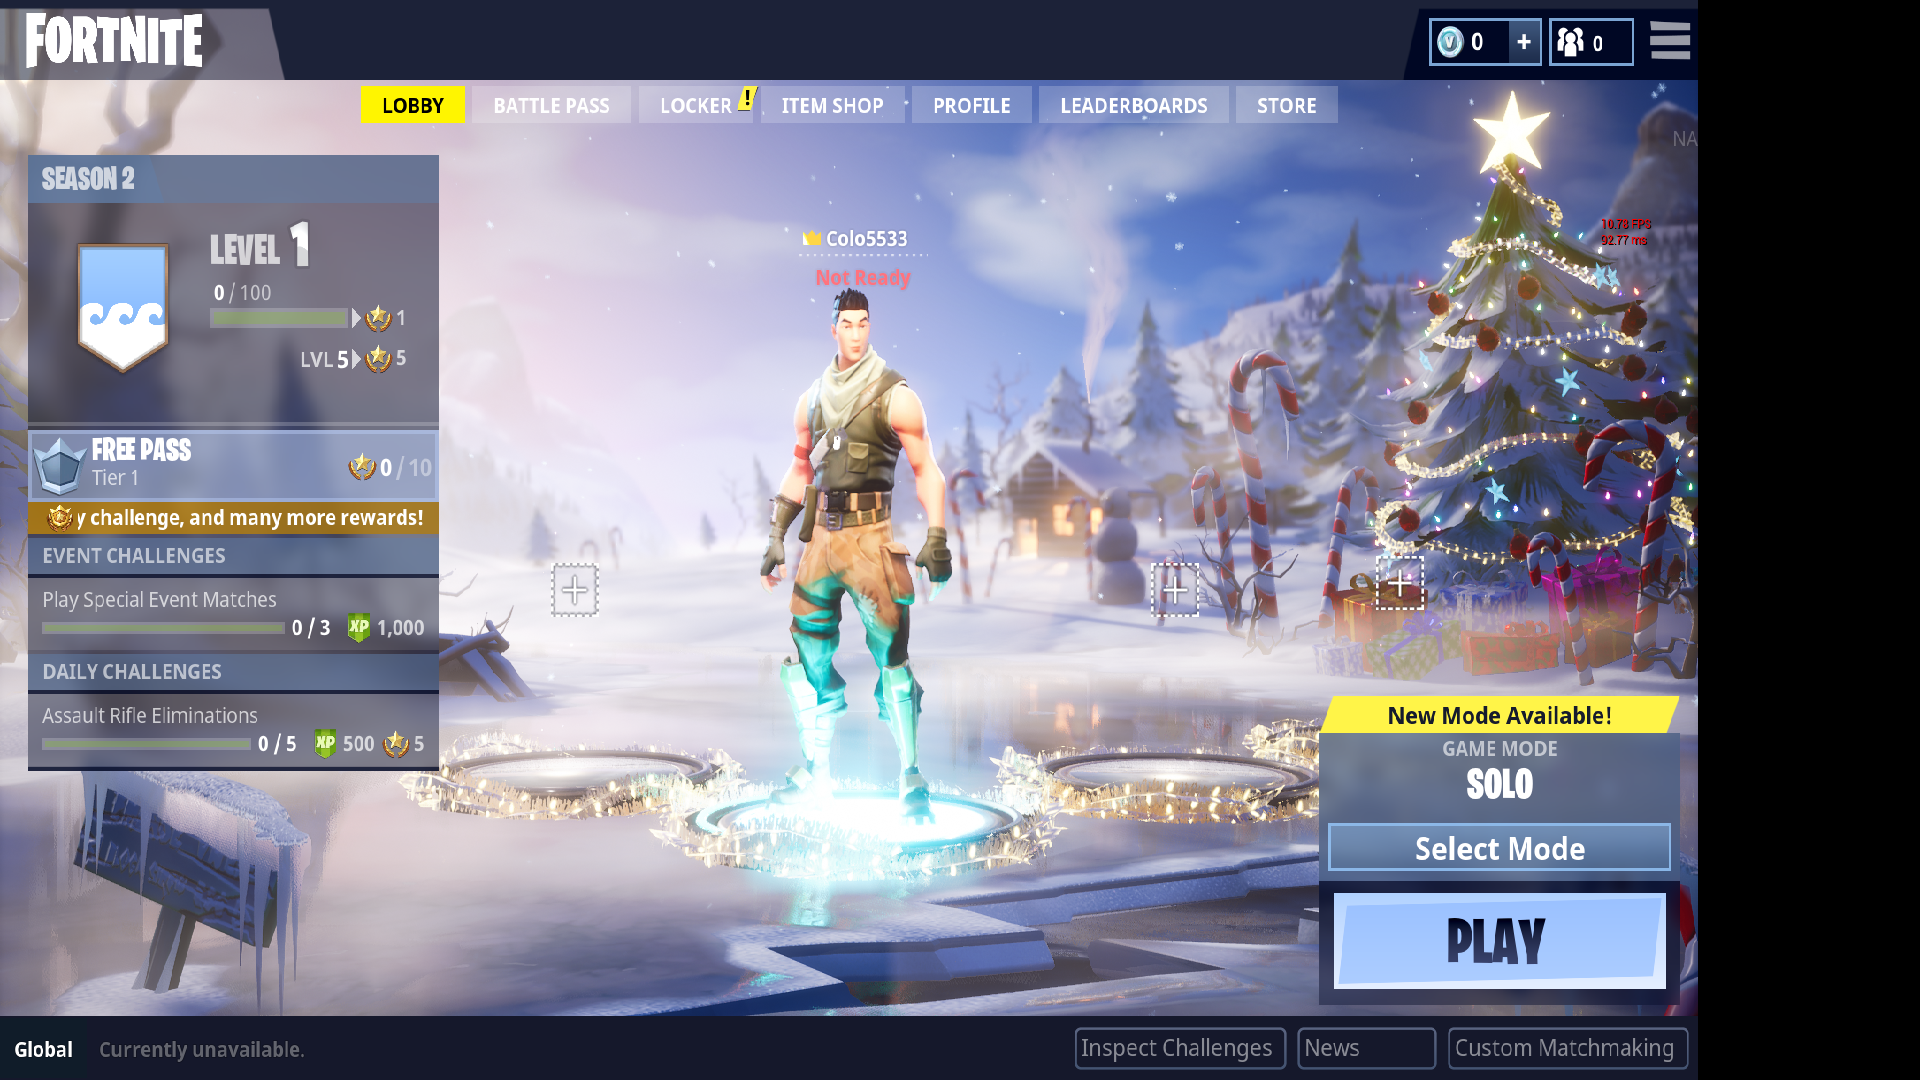 FORTNITE
0 +
0
LOBBY
BATTLE PASS
LOCKER !
ITEM SHOP
PROFILE
LEADERBOARDS
STORE
NA
SEASON 2
LEVEL 1
0 / 100
1
LVL 5 5
FREE PASS
Tier 1
0 / 10
y challenge, and many more rewards!
EVENT CHALLENGES
Play Special Event Matches
0 / 3 XP 1,000
DAILY CHALLENGES
Assault Rifle Eliminations
0 / 5 XP 500 5
Colo5533
Not Ready
10.78 FPS
92.77 ms
New Mode Available!
GAME MODE
SOLO
Select Mode
PLAY
Global Currently unavailable.
Inspect Challenges
News
Custom Matchmaking